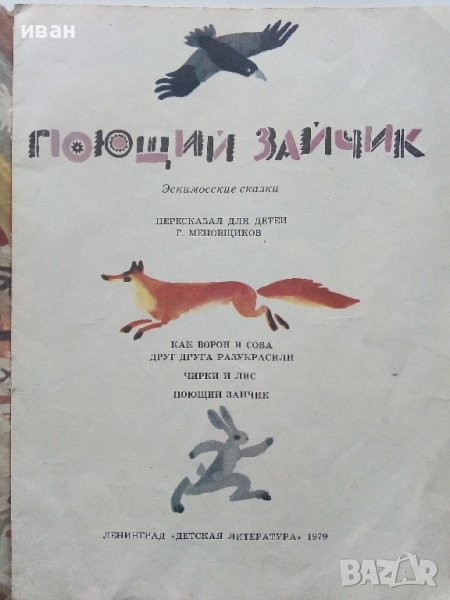 иван
ПОЮЩИЙ ЗАЙЧИК
Эскимосские сказки
ПЕРЕСКАЗАЛ ДЛЯ ДЕТЕЙ
Г. МЕНОВЩИКОВ
КАК ВОРОН И СОВА
ДРУГ ДРУГА РАЗУКРАСИЛИ
ЧИРКИ И ЛИС
ПОЮЩИЙ ЗАЙЧИК
ЛЕНИНГРАД «ДЕТСКАЯ ЛИТЕРАТУРА» 1979
BAZAR